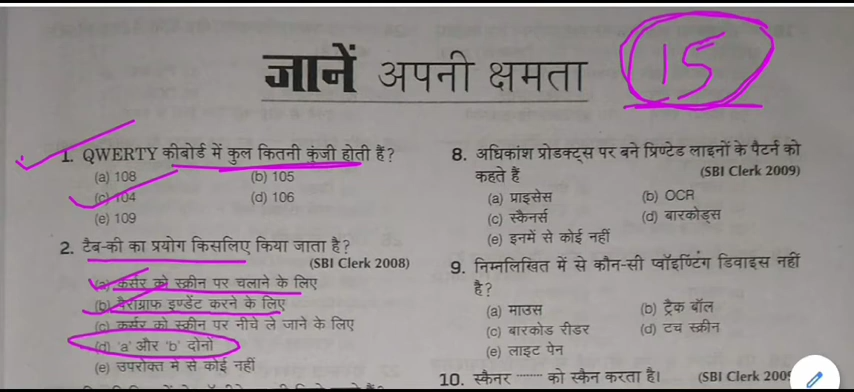 जानें अपनी क्षमता
15
1. QWERTY कीबोर्ड में कुल कितनी कुंजी होती हैं?
(a) 108 (b) 105
(c) 104 (d) 106
(e) 109
2. टैब-की का प्रयोग किसलिए किया जाता है?
(SBI Clerk 2008)
(a) कर्सर को स्क्रीन पर चलाने के लिए
(b) पैराग्राफ इण्डेंट करने के लिए
(c) कर्सर को स्क्रीन पर नीचे ले जाने के लिए
(d) 'a' और 'b' दोनों
(e) उपरोक्त में से कोई नहीं
8. अधिकांश प्रोडक्ट्स पर बने प्रिण्टेड लाइनों के पैटर्न को
कहते हैं (SBI Clerk 2009)
(a) प्राइसेस (b) OCR
(c) स्कैनर्स (d) बारकोड्स
(e) इनमें से कोई नहीं
9. निम्नलिखित में से कौन-सी प्वॉइण्टिंग डिवाइस नहीं
है?
(a) माउस (b) ट्रैक बॉल
(c) बारकोड रीडर (d) टच स्क्रीन
(e) लाइट पेन
10. स्कैनर ....... को स्कैन करता है। (SBI Clerk